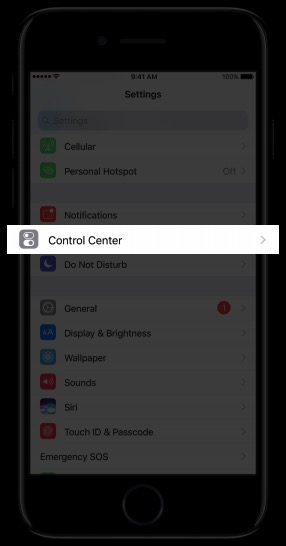 9:41 AM 100%
Settings
Settings
Cellular
Personal Hotspot Off
Notifications
Control Center
Do Not Disturb
General 1
Display & Brightness
AA
Wallpaper
Sounds
Siri
Touch ID & Passcode
Emergency SOS